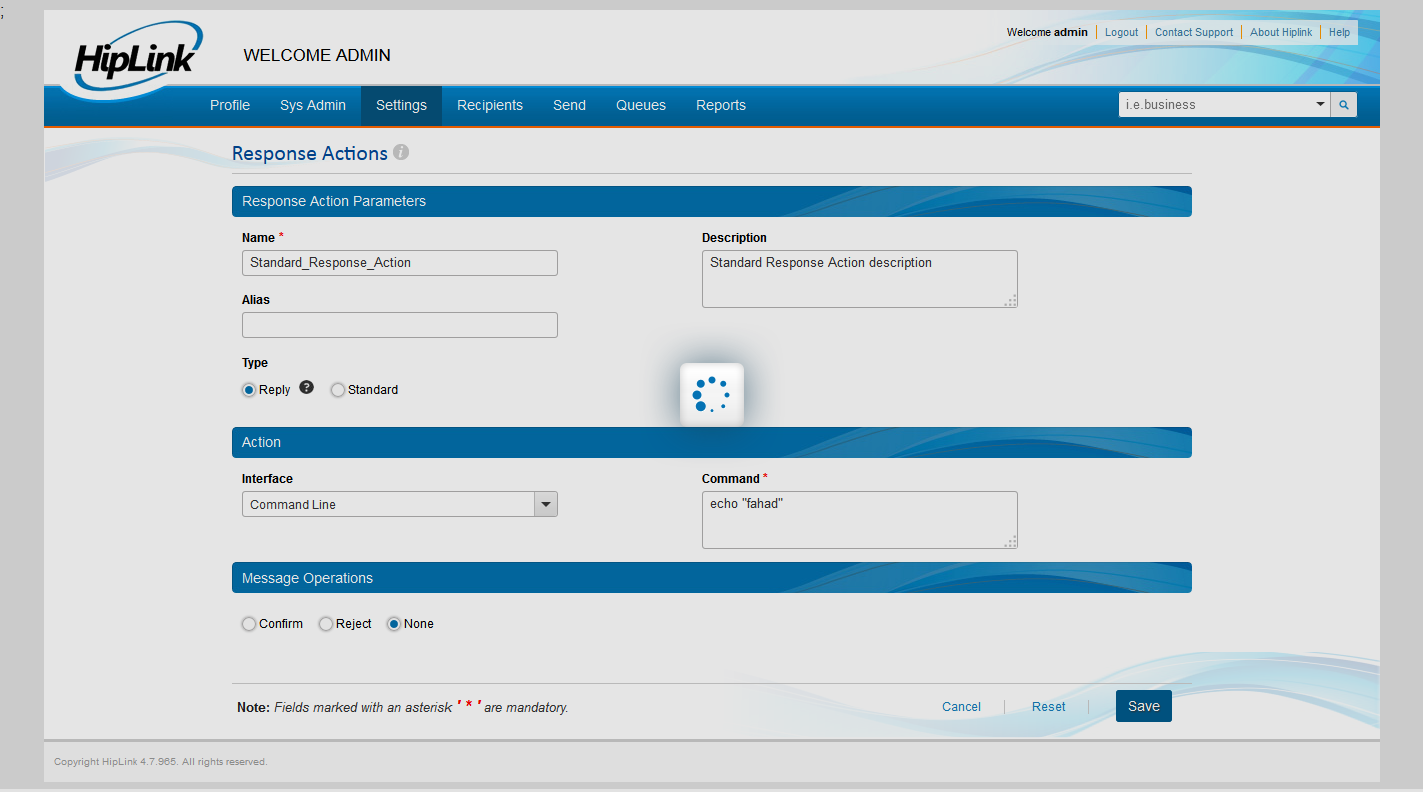 ;
Welcome admin Logout Contact Support About Hiplink Help
HipLink
WELCOME ADMIN
Profile Sys Admin Settings Recipients Send Queues Reports i.e.business
Response Actions i
Response Action Parameters
Name * Description
Standard_Response_Action Standard Response Action description
Alias
Type
Reply ? Standard
Action
Interface Command *
Command Line echo "fahad"
Message Operations
Confirm Reject None
Note: Fields marked with an asterisk ' * ' are mandatory. Cancel Reset Save
Copyright HipLink 4.7.965. All rights reserved.